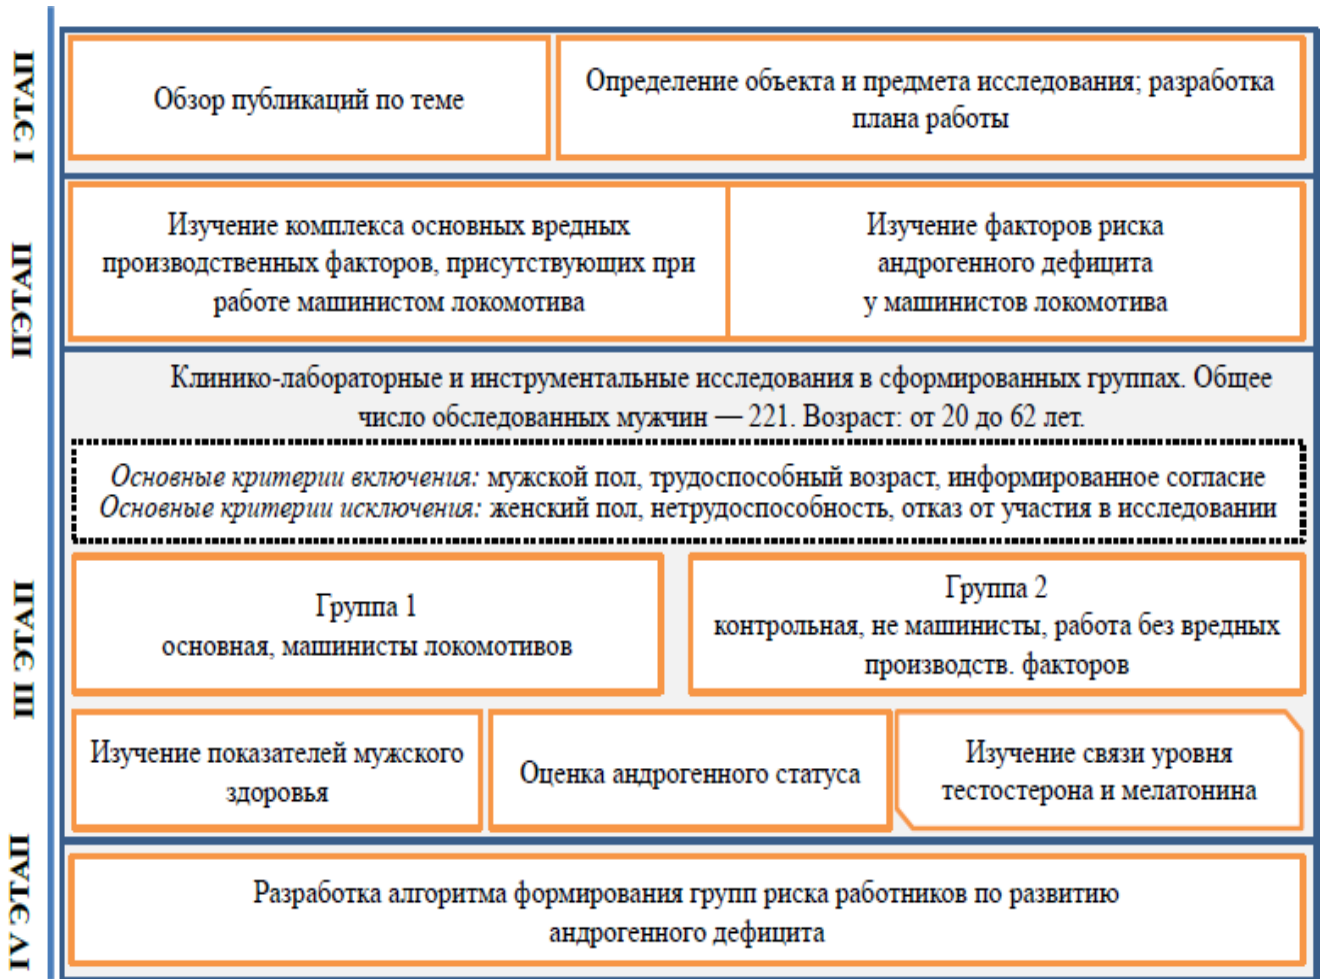 I ЭТАП
Обзор публикаций по теме
Определение объекта и предмета исследования; разработка
плана работы
IIЭТАП
Изучение комплекса основных вредных
производственных факторов, присутствующих при
работе машинистом локомотива
Изучение факторов риска
андрогенного дефицита
у машинистов локомотива
III ЭТАП
Клинико-лабораторные и инструментальные исследования в сформированных группах. Общее
число обследованных мужчин — 221. Возраст: от 20 до 62 лет.
Основные критерии включения: мужской пол, трудоспособный возраст, информированное согласие
Основные критерии исключения: женский пол, нетрудоспособность, отказ от участия в исследовании
Группа 1
основная, машинисты локомотивов
Группа 2
контрольная, не машинисты, работа без вредных
производств. факторов
Изучение показателей мужского
здоровья
Оценка андрогенного статуса
Изучение связи уровня
тестостерона и мелатонина
IV ЭТАП
Разработка алгоритма формирования групп риска работников по развитию
андрогенного дефицита